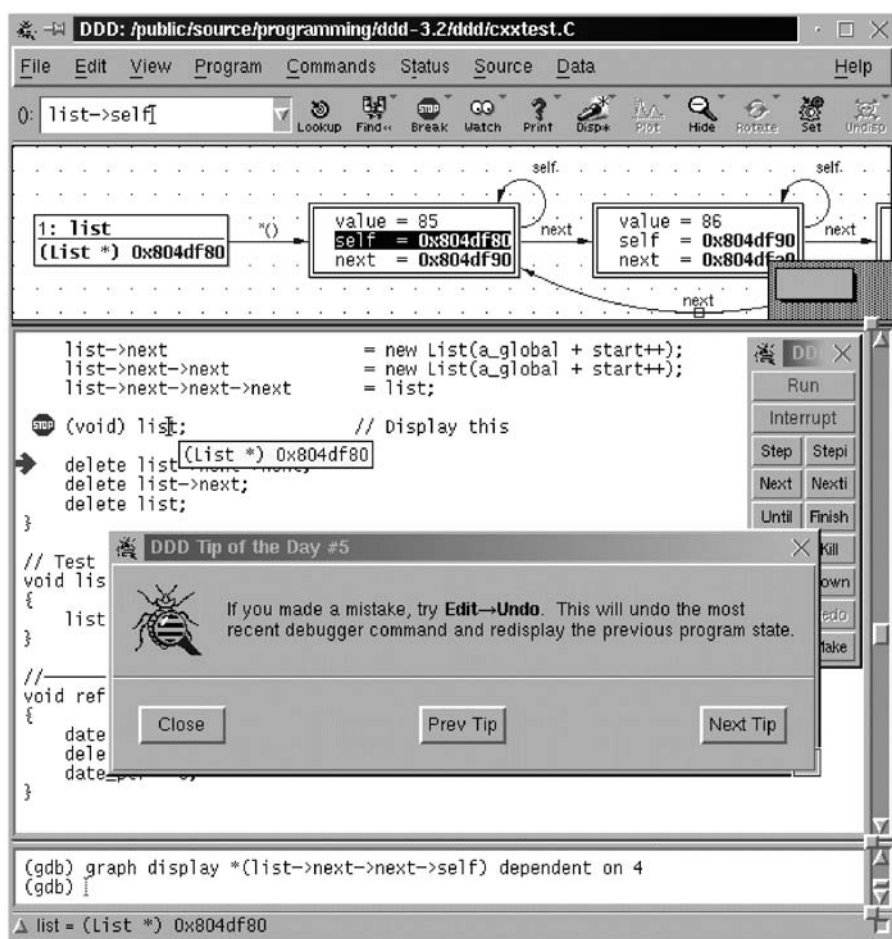 DDD: /public/source/programming/ddd-3.2/ddd/cxxtest.C
File Edit View Program Commands Status Source Data Help
(): list->self
Lookup Find<< Break Watch Print Disp* Plot Hide Rotate Set Undisp
self self
1: list
(List *) 0x804df80
*()
value = 85
self = 0x804df80
next = 0x804df90
next
value = 86
self = 0x804df90
next = 0x804dfa0
next
next
list->next = new List(a_global + start++);
list->next->next = new List(a_global + start++);
list->next->next->next = list;
STOP (void) list; // Display this
(List *) 0x804df80
delete list
delete list->next;
delete list;
}
// Test
void lis
{
list
}
//
void ref
{
date
dele
date
}
DDD
Run
Interrupt
Step Stepi
Next Nexti
Until Finish
Kill
own
edo
Make
DDD Tip of the Day #5
If you made a mistake, try Edit→Undo. This will undo the most
recent debugger command and redisplay the previous program state.
Close Prev Tip Next Tip
(gdb) graph display *(list->next->next->self) dependent on 4
(gdb)
list = (List *) 0x804df80